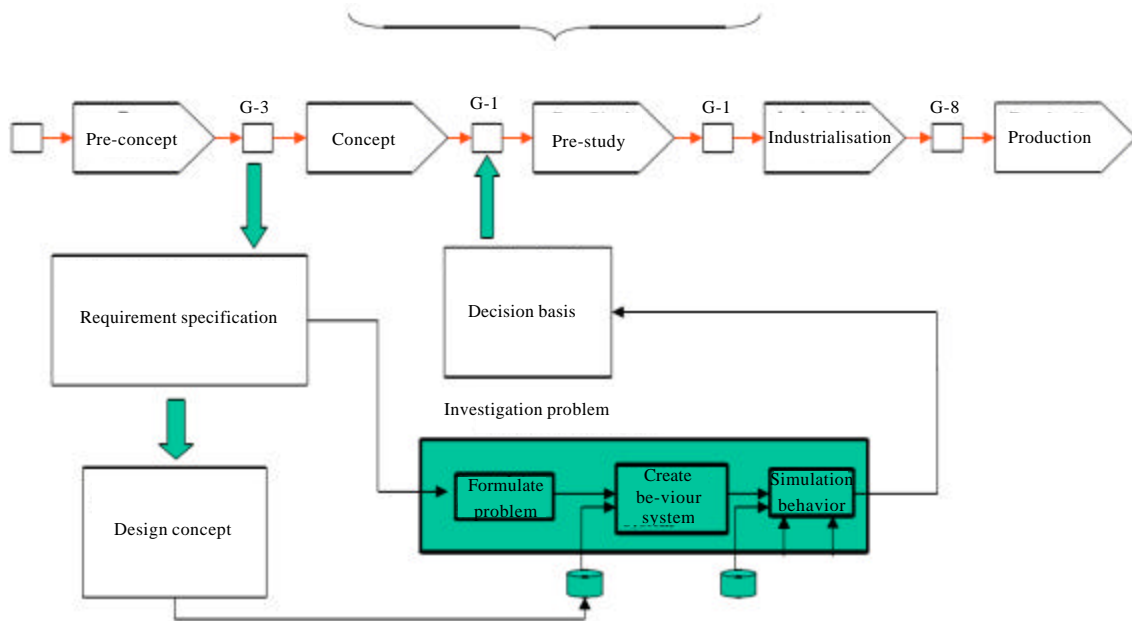 G-3
G-1
G-1
G-8
Pre-concept
Concept
Pre-study
Industrialisation
Production
Requirement specification
Decision basis
Investigation problem
Formulate
problem
Create
be-viour
system
Simulation
behavior
Design concept